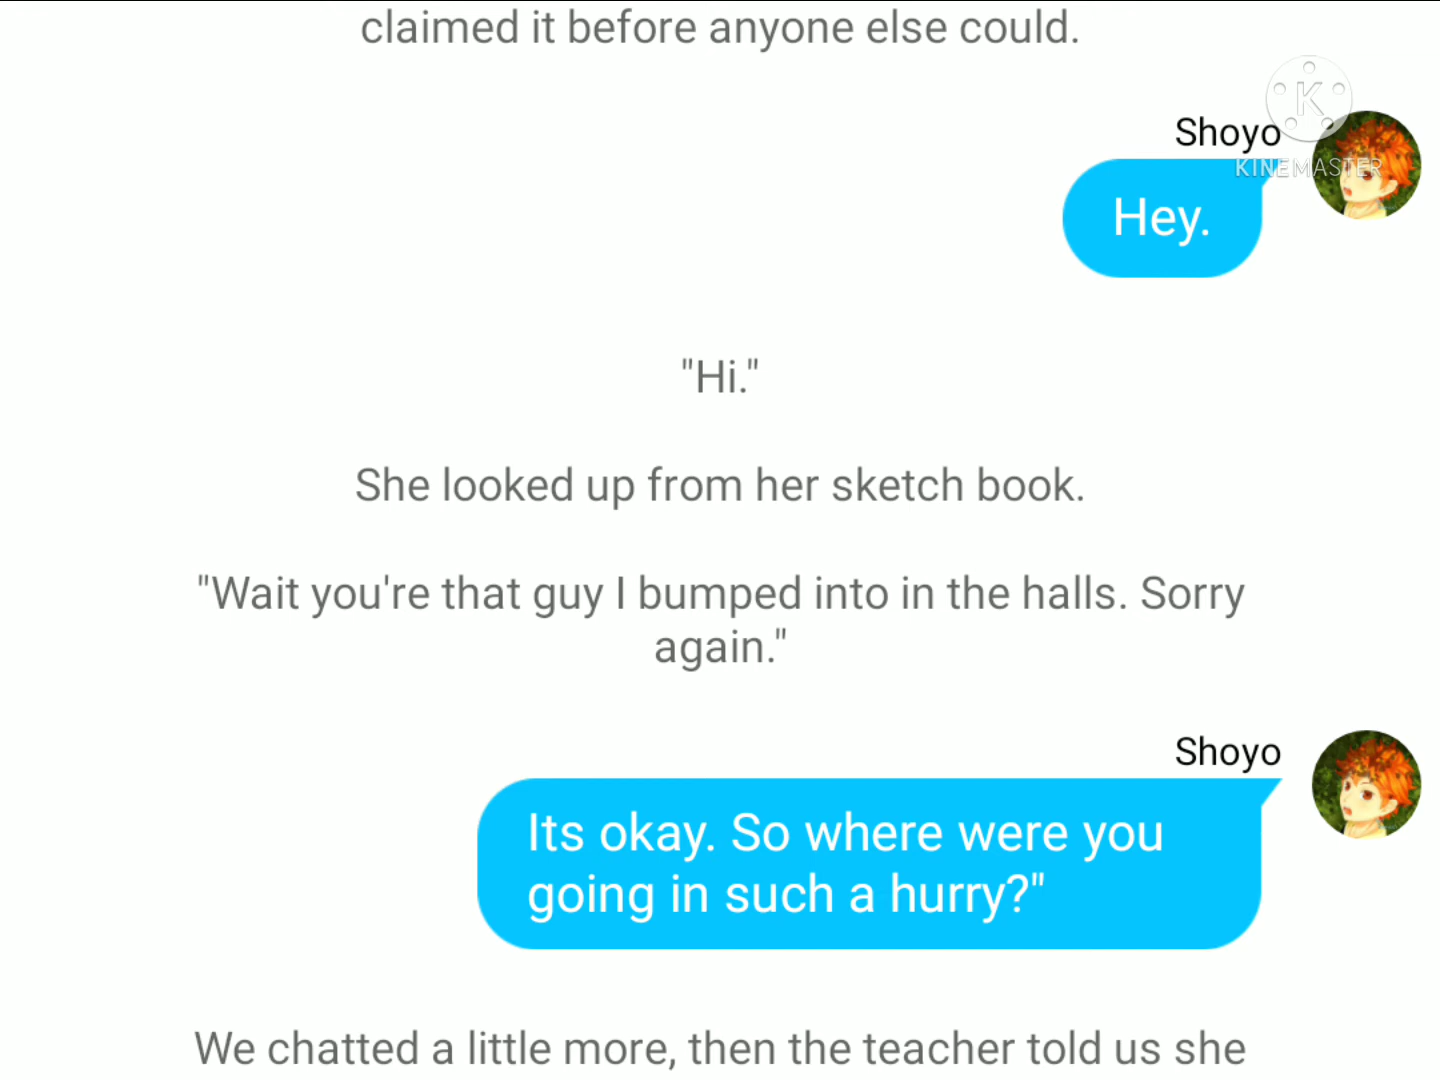 claimed it before anyone else could.
Shoyo
K
KINEMASTER
Hey.
"Hi."
She looked up from her sketch book.
"Wait you're that guy I bumped into in the halls. Sorry
again."
Shoyo
Its okay. So where were you
going in such a hurry?"
We chatted a little more, then the teacher told us she